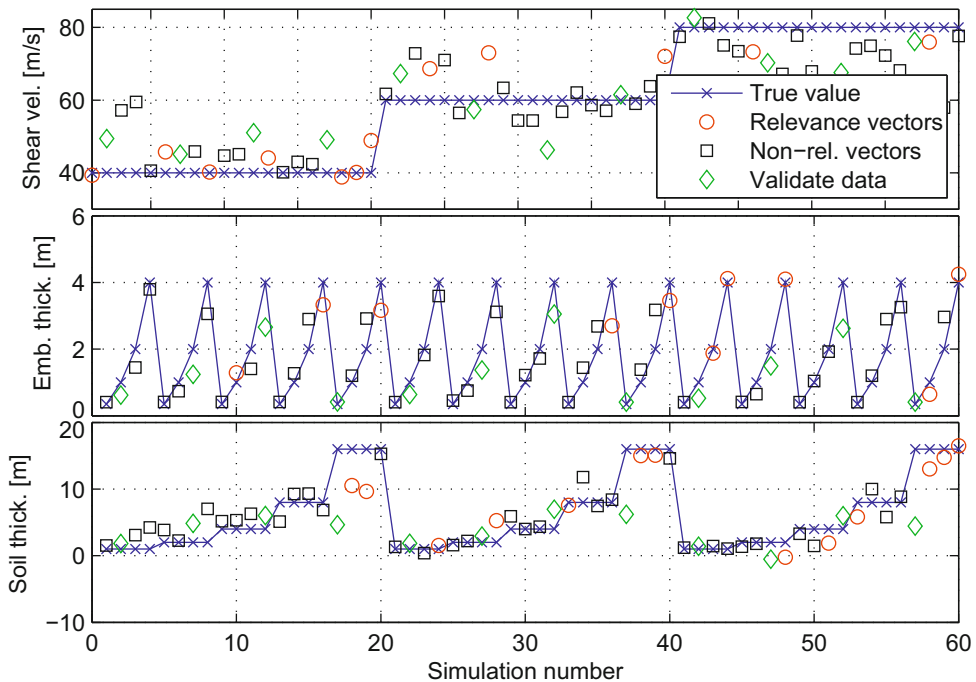 80
60
40
Shear vel. [m/s]
True value
Relevance vectors
Non-rel. vectors
Validate data
6
4
2
0
Emb. thick. [m]
20
10
0
-10
Soil thick. [m]
0 10 20 30 40 50 60
Simulation number